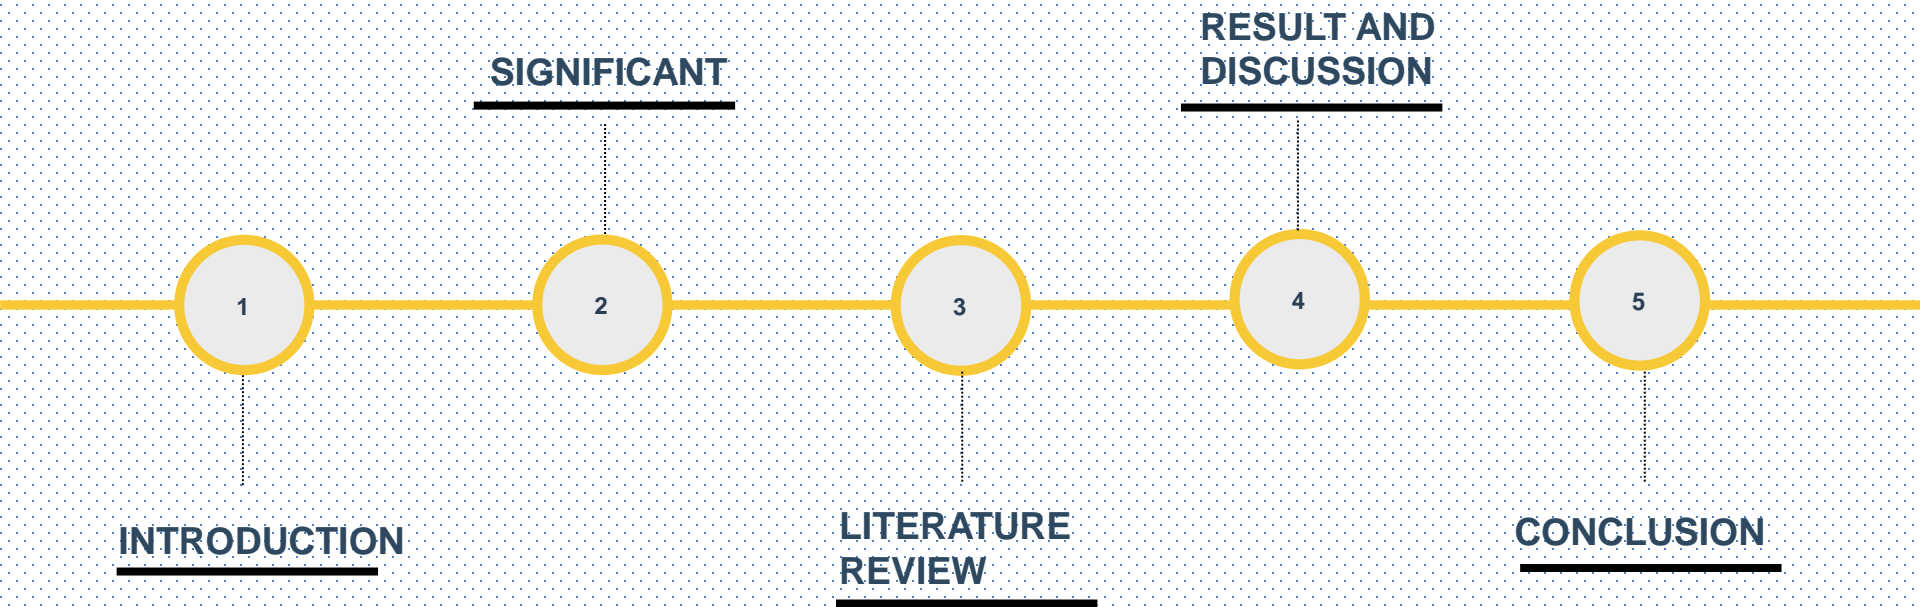 RESULT AND
DISCUSSION
SIGNIFICANT
1
2
3
4
5
INTRODUCTION
LITERATURE
REVIEW
CONCLUSION